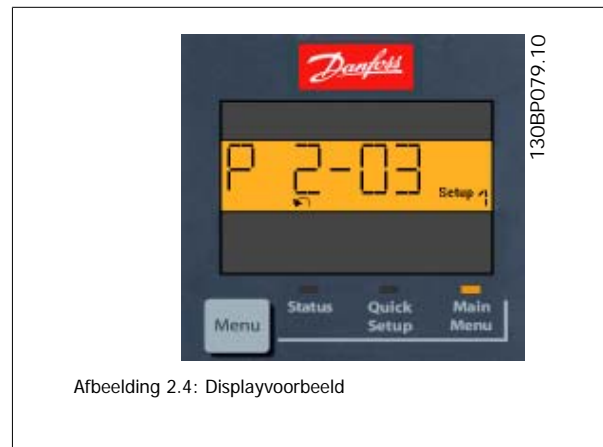 Danfoss
130BP079.10
P 2-03
Setup 1
Menu
Status
Quick Setup
Main Menu
Afbeelding 2.4: Displayvoorbeeld